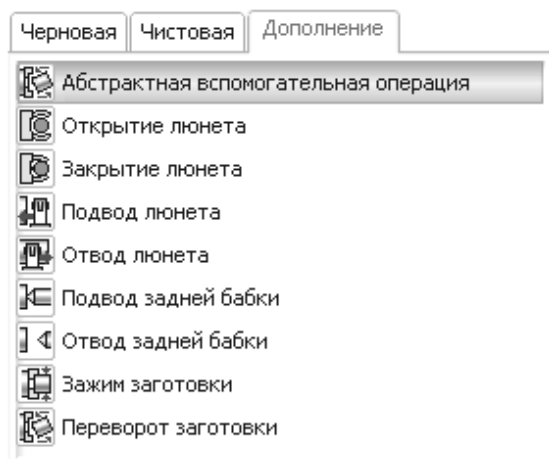 Черновая Чистовая Дополнение
Абстрактная вспомогательная операция
Открытие люнета
Закрытие люнета
Подвод люнета
Отвод люнета
Подвод задней бабки
Отвод задней бабки
Зажим заготовки
Переворот заготовки